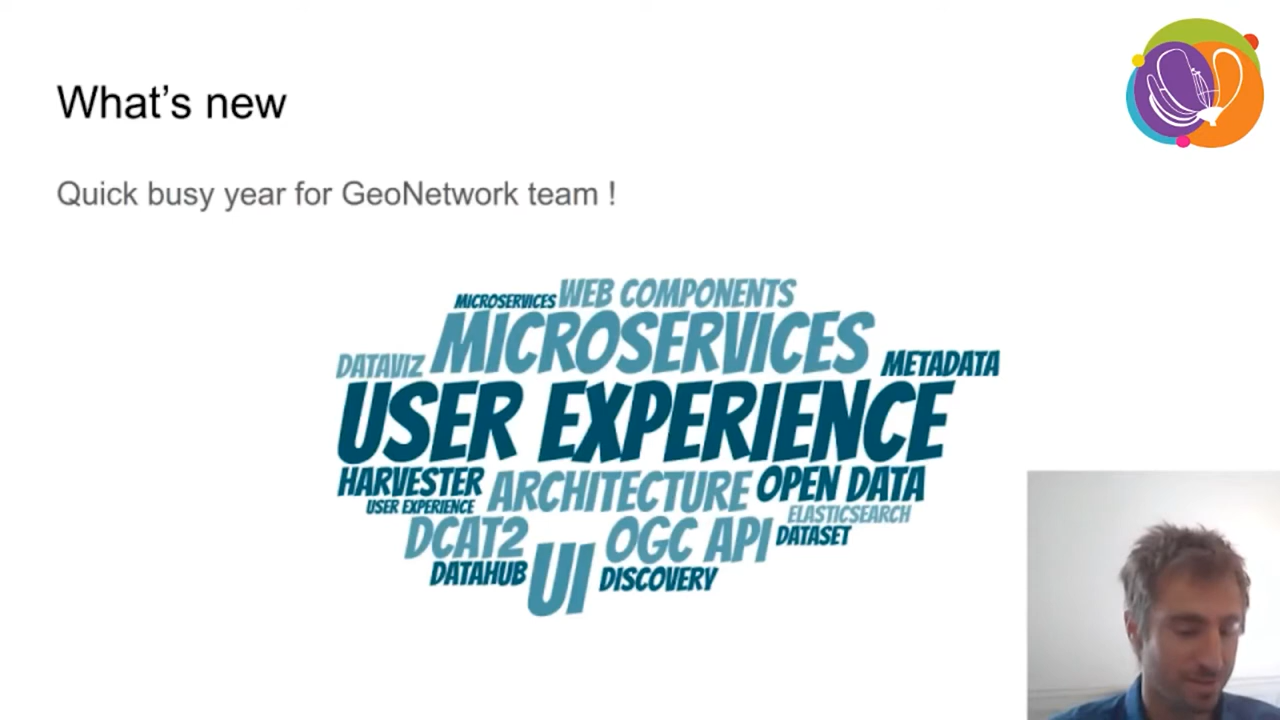 What's new
Quick busy year for GeoNetwork team !
MICROSERVICES WEB COMPONENTS
DATAVIZ MICROSERVICES METADATA
USER EXPERIENCE
HARVESTER ARCHITECTURE OPEN DATA
USER EXPERIENCE ELASTICSEARCH
DCAT2 OGC API DATASET
DATAHUB UI DISCOVERY